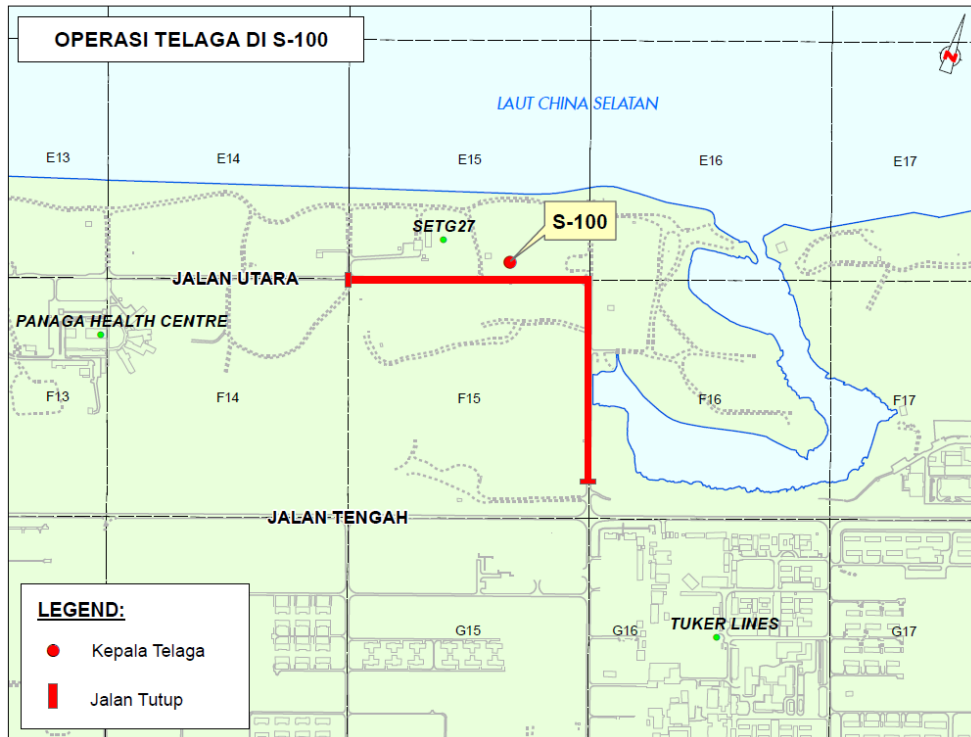 OPERASI TELAGA DI S-100
N
LAUT CHINA SELATAN
E13
E14
E15
E16
E17
SETG27
S-100
JALAN UTARA
PANAGA HEALTH CENTRE
F13
F14
F15
F16
F17
JALAN TENGAH
LEGEND:
Kepala Telaga
Jalan Tutup
G15
G16
TUKER LINES
G17